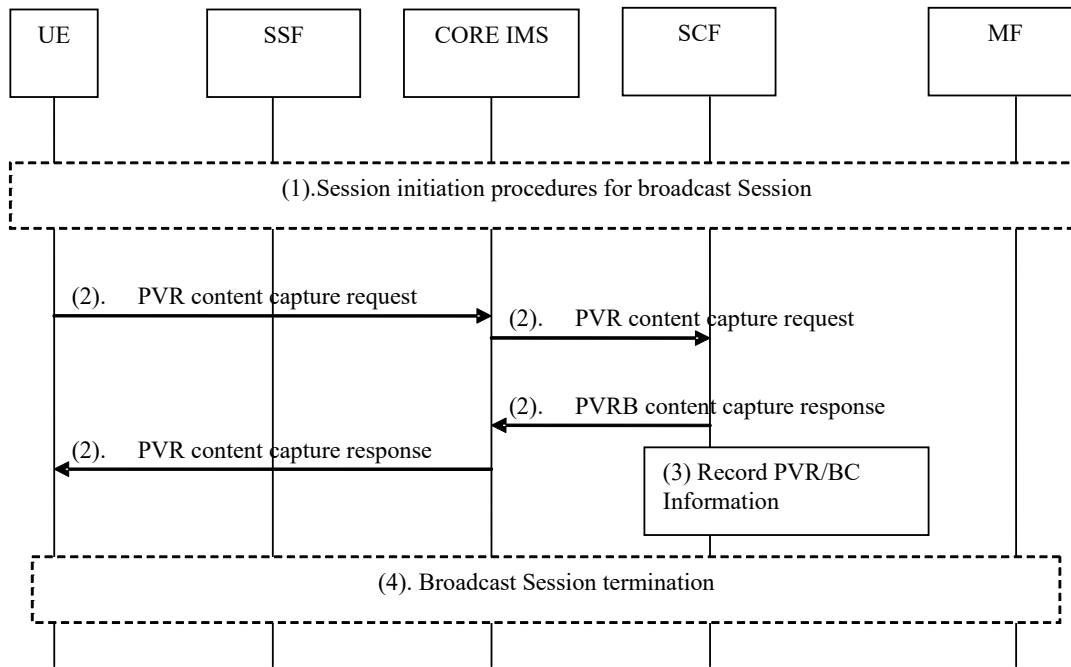 UE
SSF
CORE IMS
SCF
MF
(1).Session initiation procedures for broadcast Session
(2). PVR content capture request
(2). PVR content capture request
(2). PVRB content capture response
(2). PVR content capture response
(3) Record PVR/BC
Information
(4). Broadcast Session termination